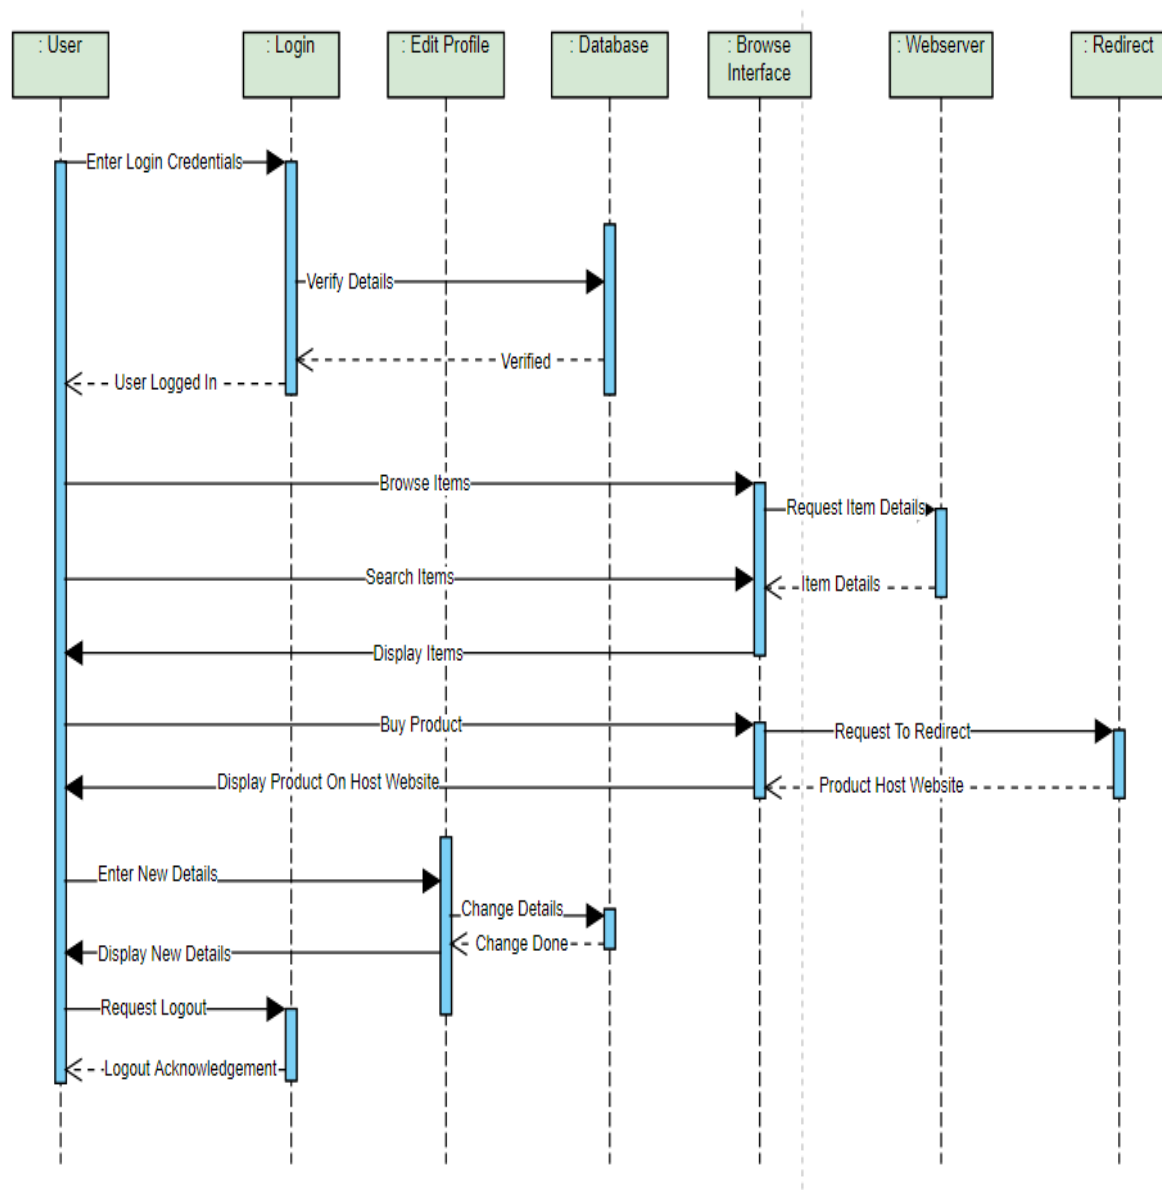 : User
: Login
: Edit Profile
: Database
: Browse
Interface
: Webserver
: Redirect
Enter Login Credentials
Verify Details
Verified
User Logged In
Browse Items
Request Item Details
Search Items
Item Details
Display Items
Buy Product
Request To Redirect
Display Product On Host Website
Product Host Website
Enter New Details
Change Details
Change Done
Display New Details
Request Logout
Logout Acknowledgement